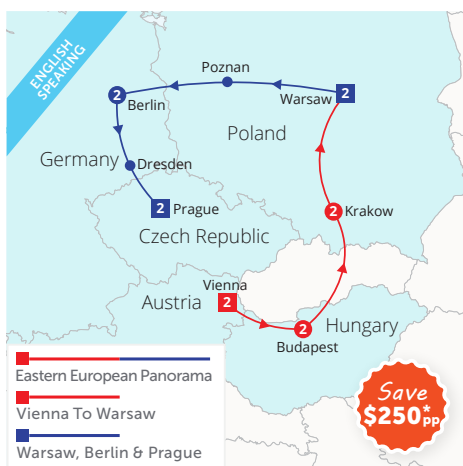 ENGLISH
SPEAKING
Poznan
2
Berlin
Warsaw 2
Poland
Germany
Dresden
2 Prague
Czech Republic
2 Krakow
Vienna
Austria
2
2
Hungary
Budapest
Eastern European Panorama
Vienna To Warsaw
Warsaw, Berlin & Prague
Save
$250*pp